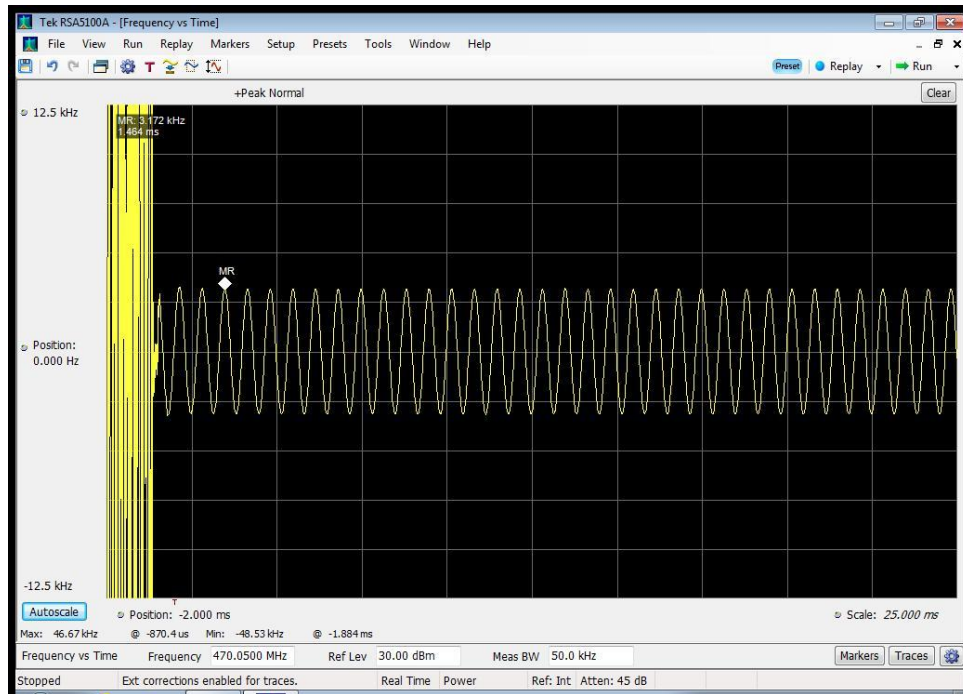 Tek RSA5100A - [Frequency vs Time]
File View Run Replay Markers Setup Presets Tools Window Help
T Preset Replay Run
+Peak Normal Clear
12.5 kHz
MR: 3.172 kHz
1.464 ms
MR
Position:
0.000 Hz
-12.5 kHz
T
Autoscale Position: -2.000 ms Scale: 25.000 ms
Max: 46.67 kHz @ -870.4 us Min: -48.53 kHz @ -1.884 ms
Frequency vs Time Frequency 470.0500 MHz Ref Lev 30.00 dBm Meas BW 50.0 kHz Markers Traces
Stopped Ext corrections enabled for traces. Real Time Power Ref: Int Atten: 45 dB